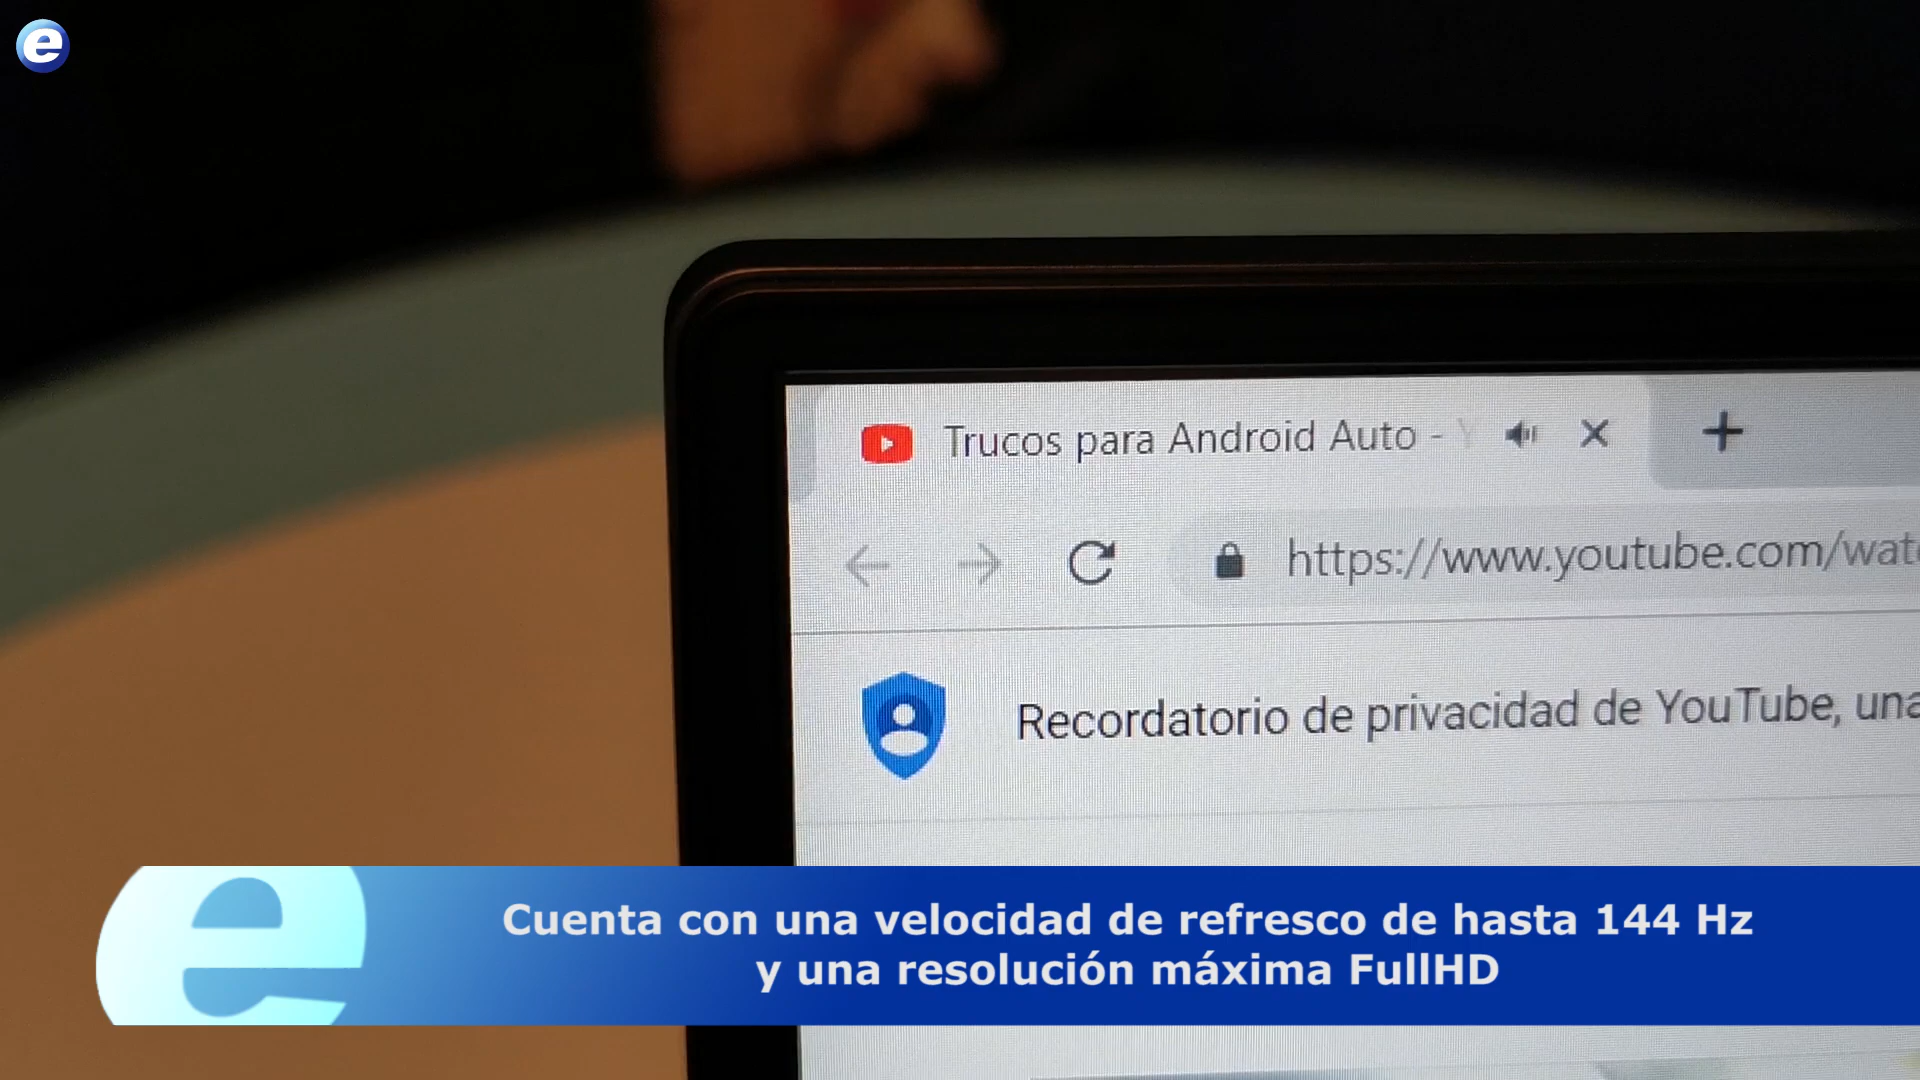 e
Trucos para Android Auto -
https://www.youtube.com/wat
Recordatorio de privacidad de YouTube, una
Cuenta con una velocidad de refresco de hasta 144 Hz
y una resolución máxima FullHD